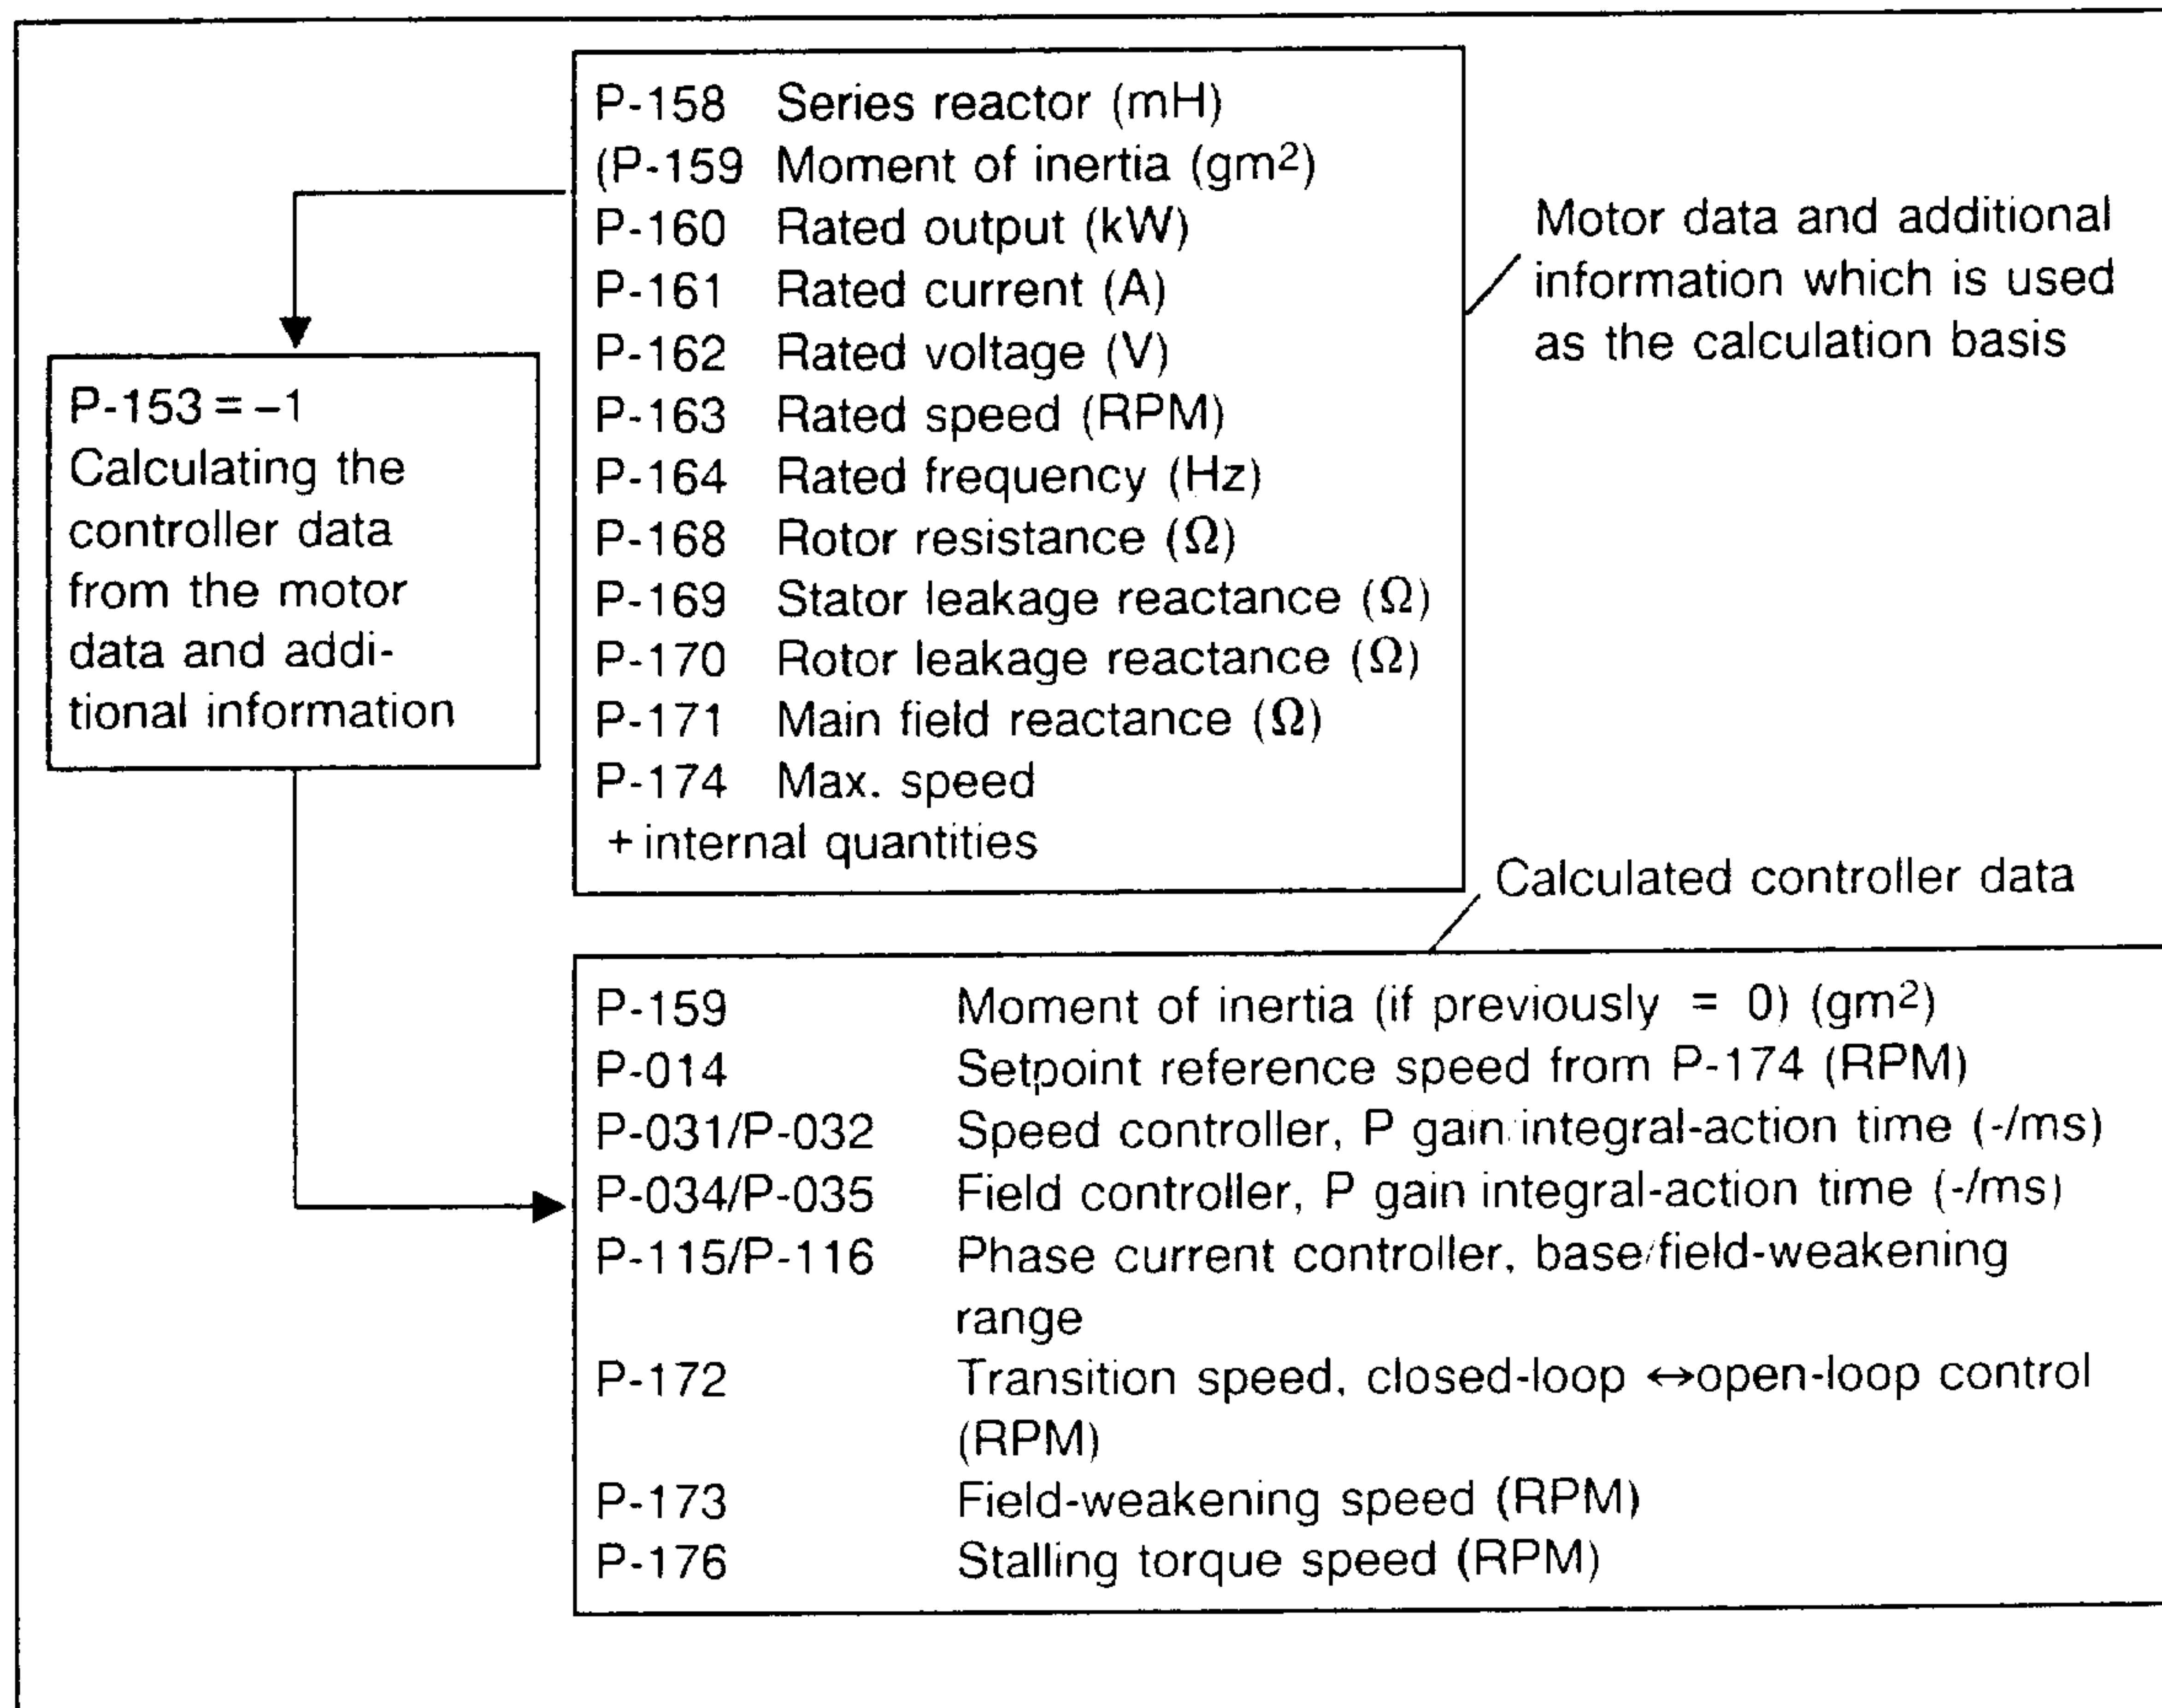 P-158 Series reactor (mH)
(P-159 Moment of inertia (gm²)
P-160 Rated output (kW)
P-161 Rated current (A)
P-162 Rated voltage (V)
P-163 Rated speed (RPM)
P-164 Rated frequency (Hz)
P-168 Rotor resistance (Ω)
P-169 Stator leakage reactance (Ω)
P-170 Rotor leakage reactance (Ω)
P-171 Main field reactance (Ω)
P-174 Max. speed
+ internal quantities
Motor data and additional
information which is used
as the calculation basis
P-153 = –1
Calculating the
controller data
from the motor
data and addi-
tional information
Calculated controller data
P-159 Moment of inertia (if previously = 0) (gm²)
P-014 Setpoint reference speed from P-174 (RPM)
P-031/P-032 Speed controller, P gain integral-action time (-/ms)
P-034/P-035 Field controller, P gain integral-action time (-/ms)
P-115/P-116 Phase current controller, base/field-weakening
range
P-172 Transition speed, closed-loop ↔open-loop control
(RPM)
P-173 Field-weakening speed (RPM)
P-176 Stalling torque speed (RPM)